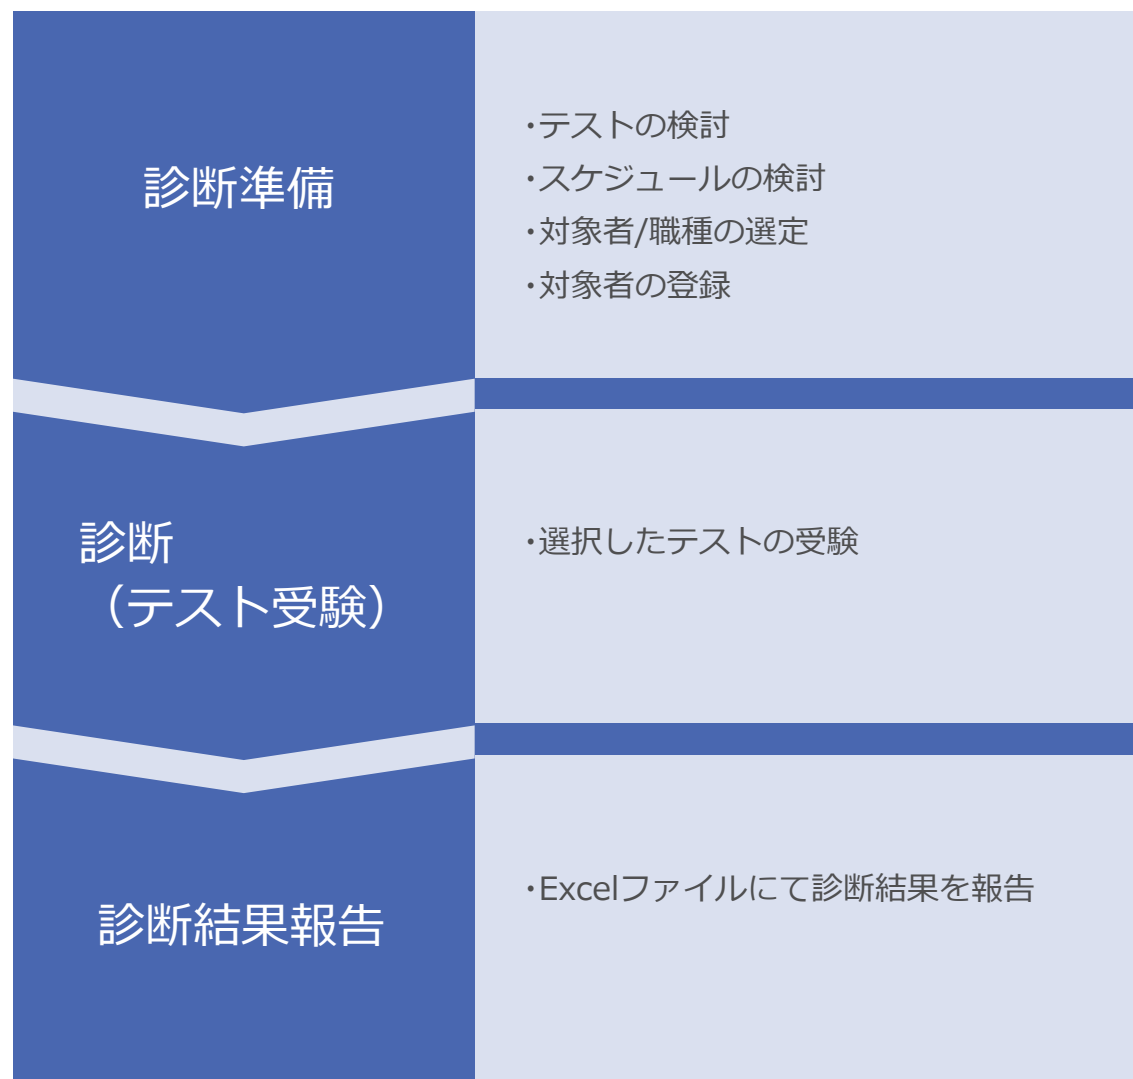 診断準備
・テストの検討
・スケジュールの検討
・対象者/職種の選定
・対象者の登録
診断
（テスト受験）
・選択したテストの受験
診断結果報告
・Excelファイルにて診断結果を報告